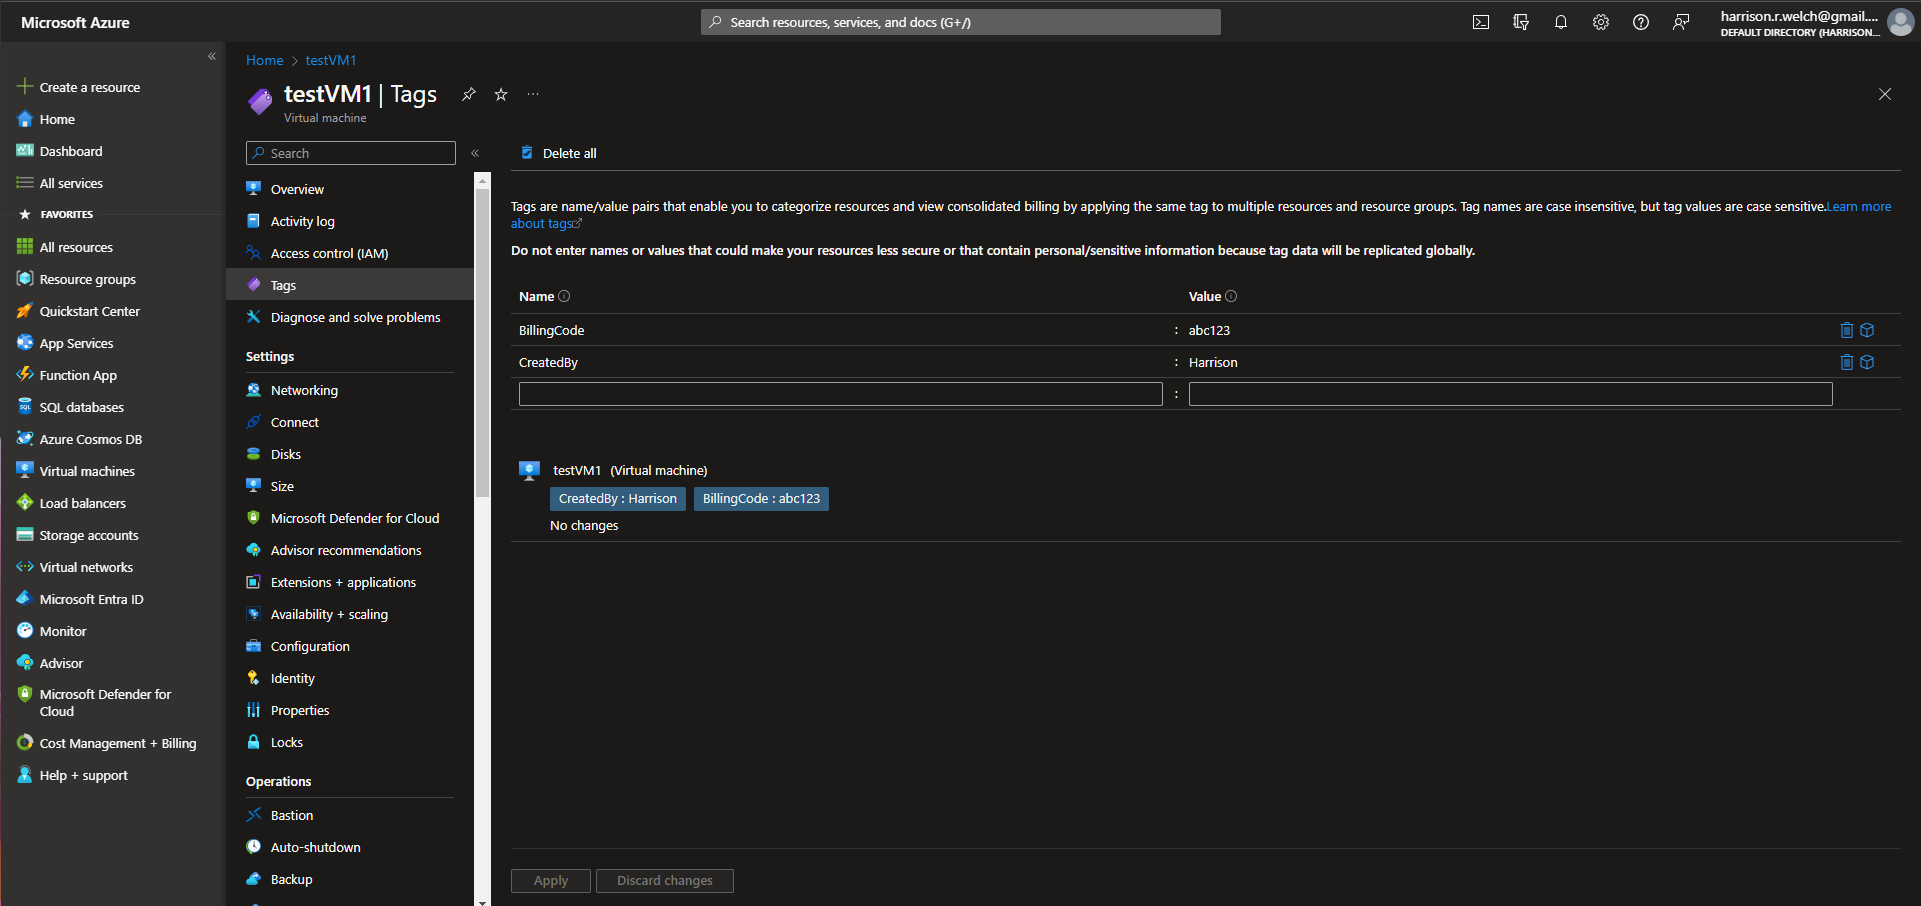 Microsoft Azure
Search resources, services, and docs (G+/)
harrison.r.welch@gmail....
DEFAULT DIRECTORY (HARRISON...
Create a resource
Home
Dashboard
All services
FAVORITES
All resources
Resource groups
Quickstart Center
App Services
Function App
SQL databases
Azure Cosmos DB
Virtual machines
Load balancers
Storage accounts
Virtual networks
Microsoft Entra ID
Monitor
Advisor
Microsoft Defender for
Cloud
Cost Management + Billing
Help + support
Home > testVM1
testVM1 | Tags
Virtual machine
Search
Overview
Activity log
Access control (IAM)
Tags
Diagnose and solve problems
Settings
Networking
Connect
Disks
Size
Microsoft Defender for Cloud
Advisor recommendations
Extensions + applications
Availability + scaling
Configuration
Identity
Properties
Locks
Operations
Bastion
Auto-shutdown
Backup
Delete all
Tags are name/value pairs that enable you to categorize resources and view consolidated billing by applying the same tag to multiple resources and resource groups. Tag names are case insensitive, but tag values are case sensitive.Learn more
about tags
Do not enter names or values that could make your resources less secure or that contain personal/sensitive information because tag data will be replicated globally.
Name Value
BillingCode : abc123
CreatedBy : Harrison
:
testVM1 (Virtual machine)
CreatedBy : Harrison BillingCode : abc123
No changes
Apply Discard changes